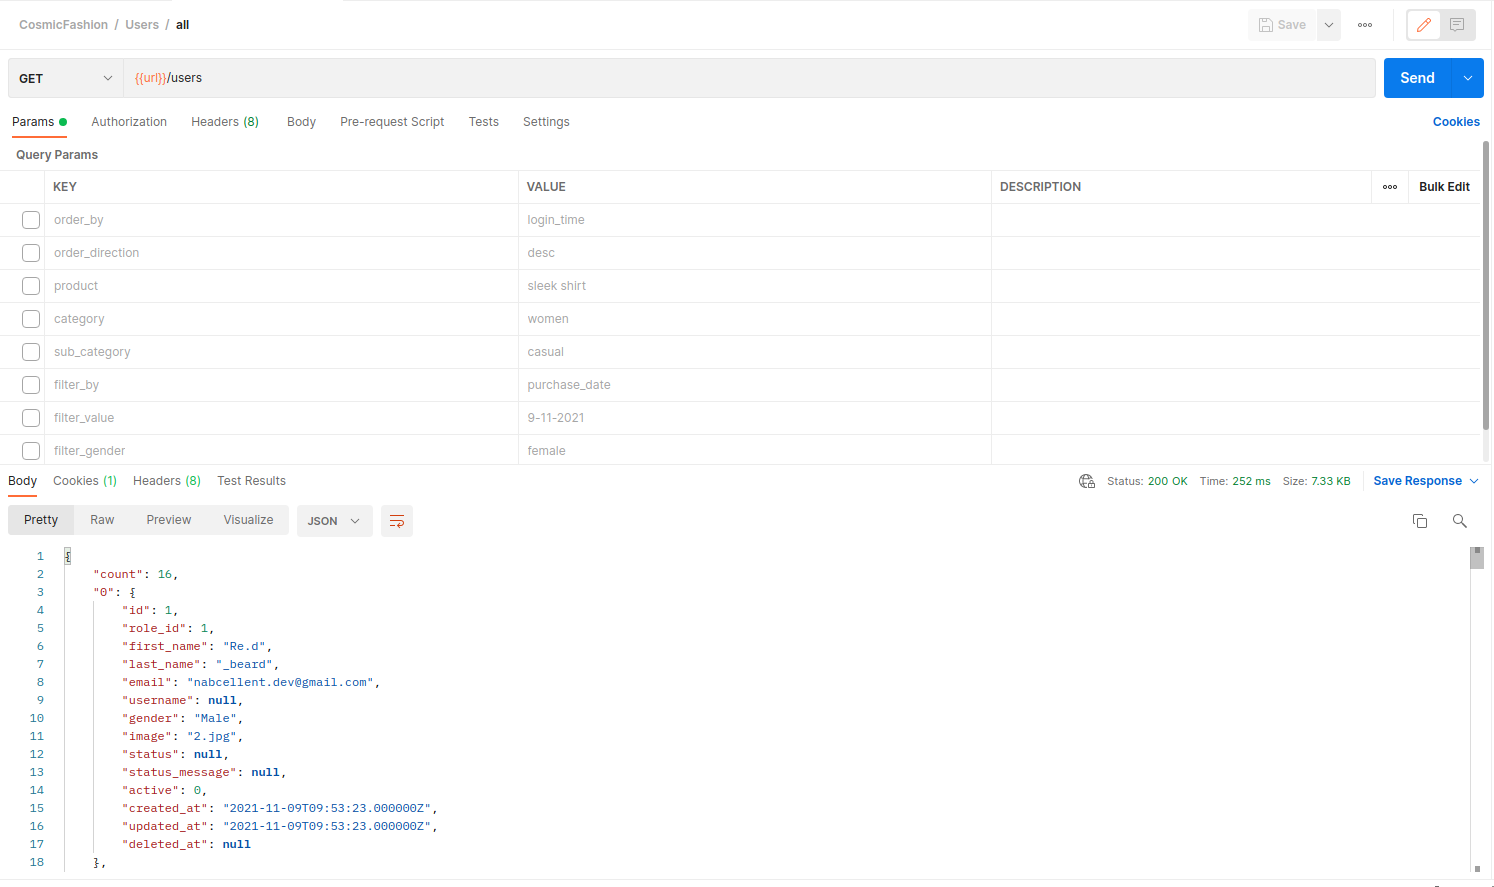 CosmicFashion / Users / all
Save
GET {{url}}/users Send
Params Authorization Headers (8) Body Pre-request Script Tests Settings Cookies
Query Params
KEY VALUE DESCRIPTION Bulk Edit
order_by login_time
order_direction desc
product sleek shirt
category women
sub_category casual
filter_by purchase_date
filter_value 9-11-2021
filter_gender female
Body Cookies (1) Headers (8) Test Results Status: 200 OK Time: 252 ms Size: 7.33 KB Save Response
Pretty Raw Preview Visualize JSON
1 {
2 "count": 16,
3 "0": {
4 "id": 1,
5 "role_id": 1,
6 "first_name": "Re.d",
7 "last_name": "_beard",
8 "email": "nabcellent.dev@gmail.com",
9 "username": null,
10 "gender": "Male",
11 "image": "2.jpg",
12 "status": null,
13 "status_message": null,
14 "active": 0,
15 "created_at": "2021-11-09T09:53:23.000000Z",
16 "updated_at": "2021-11-09T09:53:23.000000Z",
17 "deleted_at": null
18 },